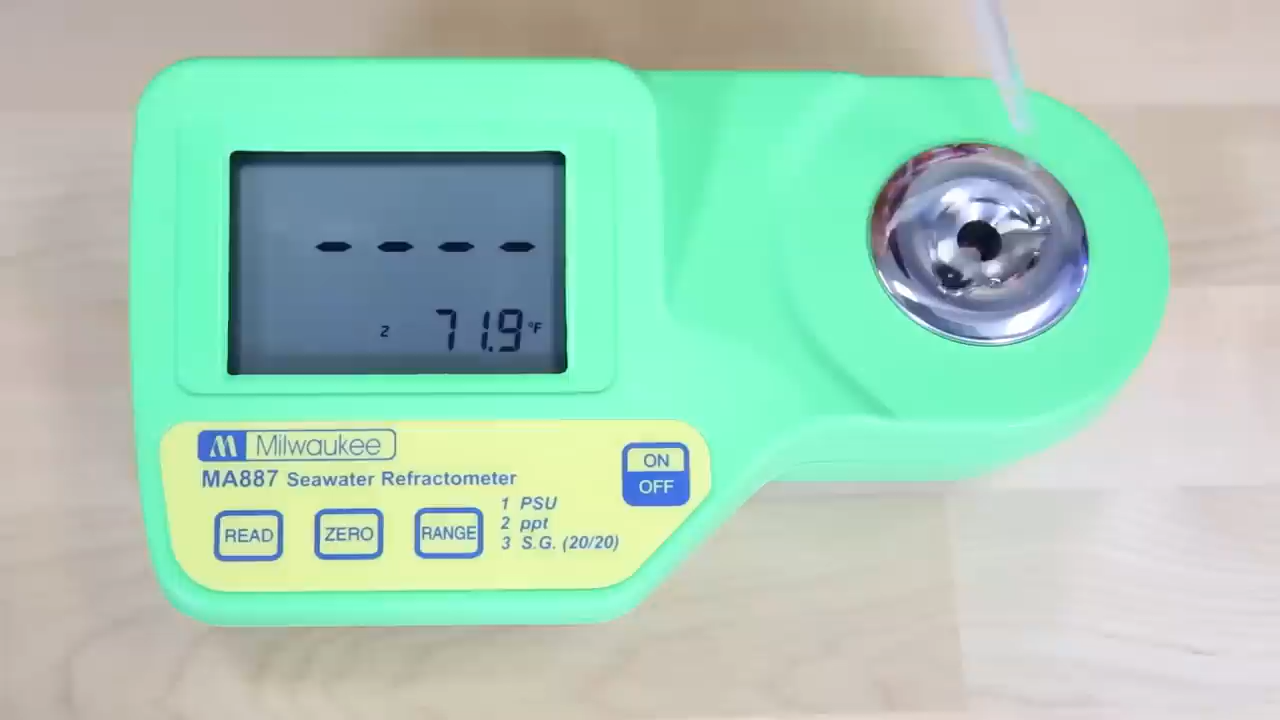 - - - -
2 71.9 °F
Milwaukee
MA887 Seawater Refractometer
READ ZERO RANGE
1 PSU
2 ppt
3 S.G. (20/20)
ON
OFF